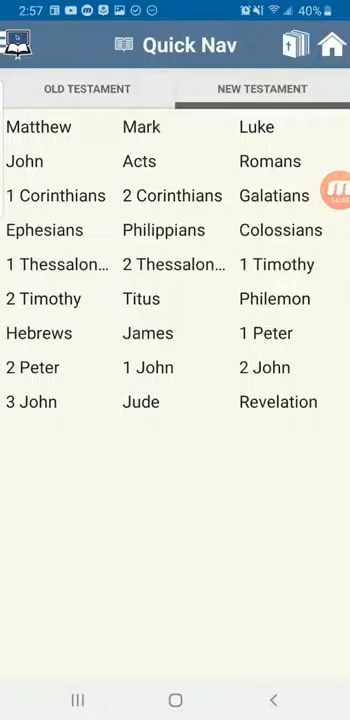 2:57 40%
Quick Nav
OLD TESTAMENT NEW TESTAMENT
Matthew Mark Luke
John Acts Romans
1 Corinthians 2 Corinthians Galatians
Ephesians Philippians Colossians
1 Thessalon... 2 Thessalon... 1 Timothy
2 Timothy Titus Philemon
Hebrews James 1 Peter
2 Peter 1 John 2 John
3 John Jude Revelation
14:48